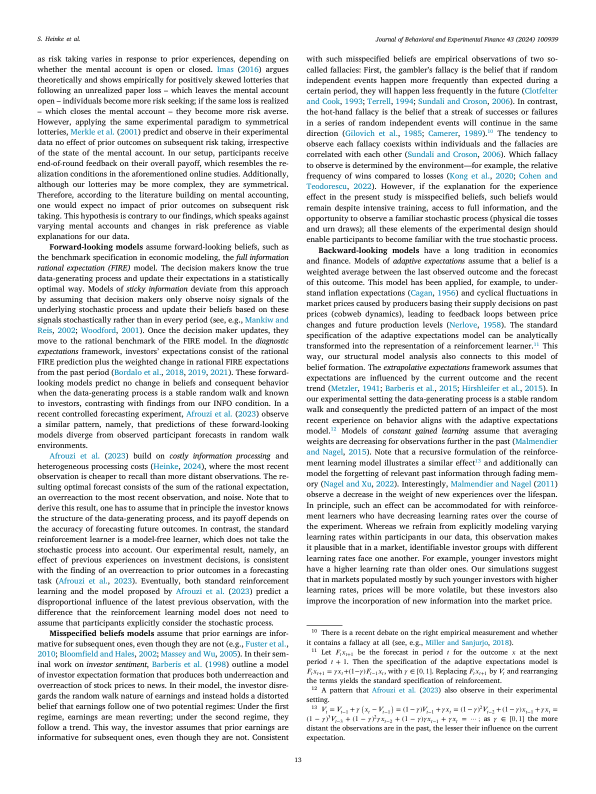 S. Heinke et al.
Journal of Behavioral and Experimental Finance 43 (2024) 100939
as risk taking varies in response to prior experiences, depending on
whether the mental account is open or closed. Imas (2016) argues
theoretically and shows empirically for positively skewed lotteries that
following an unrealized paper loss – which leaves the mental account
open – individuals become more risk seeking; if the same loss is realized
– which closes the mental account – they become more risk averse.
However, applying the same experimental paradigm to symmetrical
lotteries, Merkle et al. (2001) predict and observe in their experimental
data no effect of prior outcomes on subsequent risk taking, irrespective
of the state of the mental account. In our setup, participants receive
end-of-round feedback on their overall payoff, which resembles the re-
alization conditions in the aforementioned online studies. Additionally,
although our lotteries may be more complex, they are symmetrical.
Therefore, according to the literature building on mental accounting,
one would expect no impact of prior outcomes on subsequent risk
taking. This hypothesis is contrary to our findings, which speaks against
varying mental accounts and changes in risk preference as viable
explanations for our data.
Forward-looking models assume forward-looking beliefs, such as
the benchmark specification in economic modeling, the full information
rational expectation (FIRE) model. The decision makers know the true
data-generating process and update their expectations in a statistically
optimal way. Models of sticky information deviate from this approach
by assuming that decision makers only observe noisy signals of the
underlying stochastic process and update their beliefs based on these
signals stochastically rather than in every period (see, e.g., Mankiw and
Reis, 2002; Woodford, 2001). Once the decision maker updates, they
move to the rational benchmark of the FIRE model. In the diagnostic
expectations framework, investors' expectations consist of the rational
FIRE prediction plus the weighted change in rational FIRE expectations
from the past period (Bordalo et al., 2018, 2019, 2021). These forward-
looking models predict no change in beliefs and consequent behavior
when the data-generating process is a stable random walk and known
to investors, contrasting with findings from our INFO condition. In a
recent controlled forecasting experiment, Afrouzi et al. (2023) observe
a similar pattern, namely, that predictions of these forward-looking
models diverge from observed participant forecasts in random walk
environments.
Afrouzi et al. (2023) build on costly information processing and
heterogeneous processing costs (Heinke, 2024), where the most recent
observation is cheaper to recall than more distant observations. The re-
sulting optimal forecast consists of the sum of the rational expectation,
an overreaction to the most recent observation, and noise. Note that to
derive this result, one has to assume that in principle the investor knows
the structure of the data-generating process, and its payoff depends on
the accuracy of forecasting future outcomes. In contrast, the standard
reinforcement learner is a model-free learner, which does not take the
stochastic process into account. Our experimental result, namely, an
effect of previous experiences on investment decisions, is consistent
with the finding of an overreaction to prior outcomes in a forecasting
task (Afrouzi et al., 2023). Eventually, both standard reinforcement
learning and the model proposed by Afrouzi et al. (2023) predict a
disproportional influence of the latest previous observation, with the
difference that the reinforcement learning model does not need to
assume that participants explicitly consider the stochastic process.
Misspecified beliefs models assume that prior earnings are infor-
mative for subsequent ones, even though they are not (e.g., Fuster et al.,
2010; Bloomfield and Hales, 2002; Massey and Wu, 2005). In their sem-
inal work on investor sentiment, Barberis et al. (1998) outline a model
of investor expectation formation that produces both underreaction and
overreaction of stock prices to news. In their model, the investor disre-
gards the random walk nature of earnings and instead holds a distorted
belief that earnings follow one of two potential regimes: Under the first
regime, earnings are mean reverting; under the second regime, they
follow a trend. This way, the investor assumes that prior earnings are
informative for subsequent ones, even though they are not. Consistent
with such misspecified beliefs are empirical observations of two so-
called fallacies: First, the gambler's fallacy is the belief that if random
independent events happen more frequently than expected during a
certain period, they will happen less frequently in the future (Clotfelter
and Cook, 1993; Terrell, 1994; Sundali and Croson, 2006). In contrast,
the hot-hand fallacy is the belief that a streak of successes or failures
in a series of random independent events will continue in the same
direction (Gilovich et al., 1985; Camerer, 1989).10 The tendency to
observe each fallacy coexists within individuals and the fallacies are
correlated with each other (Sundali and Croson, 2006). Which fallacy
to observe is determined by the environment—for example, the relative
frequency of wins compared to losses (Kong et al., 2020; Cohen and
Teodorescu, 2022). However, if the explanation for the experience
effect in the present study is misspecified beliefs, such beliefs would
remain despite intensive training, access to full information, and the
opportunity to observe a familiar stochastic process (physical die tosses
and urn draws); all these elements of the experimental design should
enable participants to become familiar with the true stochastic process.
Backward-looking models have a long tradition in economics
and finance. Models of adaptive expectations assume that a belief is a
weighted average between the last observed outcome and the forecast
of this outcome. This model has been applied, for example, to under-
stand inflation expectations (Cagan, 1956) and cyclical fluctuations in
market prices caused by producers basing their supply decisions on past
prices (cobweb dynamics), leading to feedback loops between price
changes and future production levels (Nerlove, 1958). The standard
specification of the adaptive expectations model can be analytically
transformed into the representation of a reinforcement learner.11 This
way, our structural model analysis also connects to this model of
belief formation. The extrapolative expectations framework assumes that
expectations are influenced by the current outcome and the recent
trend (Metzler, 1941; Barberis et al., 2015; Hirshleifer et al., 2015). In
our experimental setting the data-generating process is a stable random
walk and consequently the predicted pattern of an impact of the most
recent experience on behavior aligns with the adaptive expectations
model.12 Models of constant gained learning assume that averaging
weights are decreasing for observations further in the past (Malmendier
and Nagel, 2015). Note that a recursive formulation of the reinforce-
ment learning model illustrates a similar effect13 and additionally can
model the forgetting of relevant past information through fading mem-
ory (Nagel and Xu, 2022). Interestingly, Malmendier and Nagel (2011)
observe a decrease in the weight of new experiences over the lifespan.
In principle, such an effect can be accommodated for with reinforce-
ment learners who have decreasing learning rates over the course of
the experiment. Whereas we refrain from explicitly modeling varying
learning rates within participants in our data, this observation makes
it plausible that in a market, identifiable investor groups with different
learning rates face one another. For example, younger investors might
have a higher learning rate than older ones. Our simulations suggest
that in markets populated mostly by such younger investors with higher
learning rates, prices will be more volatile, but these investors also
improve the incorporation of new information into the market price.
10 There is a recent debate on the right empirical measurement and whether
it contains a fallacy at all (see, e.g., Miller and Sanjurjo, 2018).
11 Let Fₜxₜ₊₁ be the forecast in period t for the outcome x at the next
period t + 1. Then the specification of the adaptive expectations model is
Fₜxₜ₊₁ = γxₜ+(1−γ)Fₜ₋₁xₜ, with γ ∈ [0, 1]. Replacing Fₜxₜ₊₁ by Vₜ and rearranging
the terms yields the standard specification of reinforcement.
12 A pattern that Afrouzi et al. (2023) also observe in their experimental
setting.
13 Vₜ = Vₜ₋₁ + γ (xₜ − Vₜ₋₁) = (1−γ)Vₜ₋₁ + γxₜ = (1−γ)²Vₜ₋₂ + (1−γ)γxₜ₋₁ + γxₜ =
(1 − γ)³Vₜ₋₃ + (1 − γ)²γxₜ₋₂ + (1 − γ)γxₜ₋₁ + γxₜ = ⋯ ; as γ ∈ [0, 1] the more
distant the observations are in the past, the lesser their influence on the current
expectation.
13